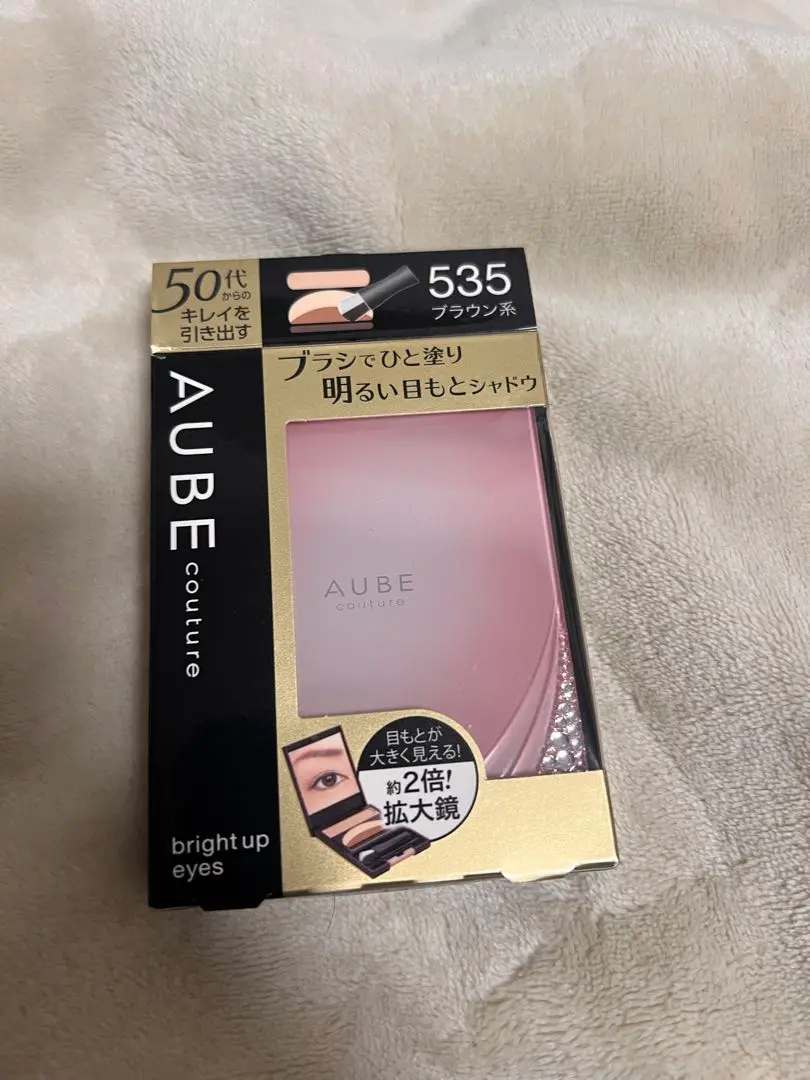 50代
からの
キレイを
引き出す
535
ブラウン系
ブラシでひと塗り
明るい目もとシャドウ
AUBE
couture
AUBE
couture
目もとが
大きく見える!
約2倍!
拡大鏡
bright up
eyes